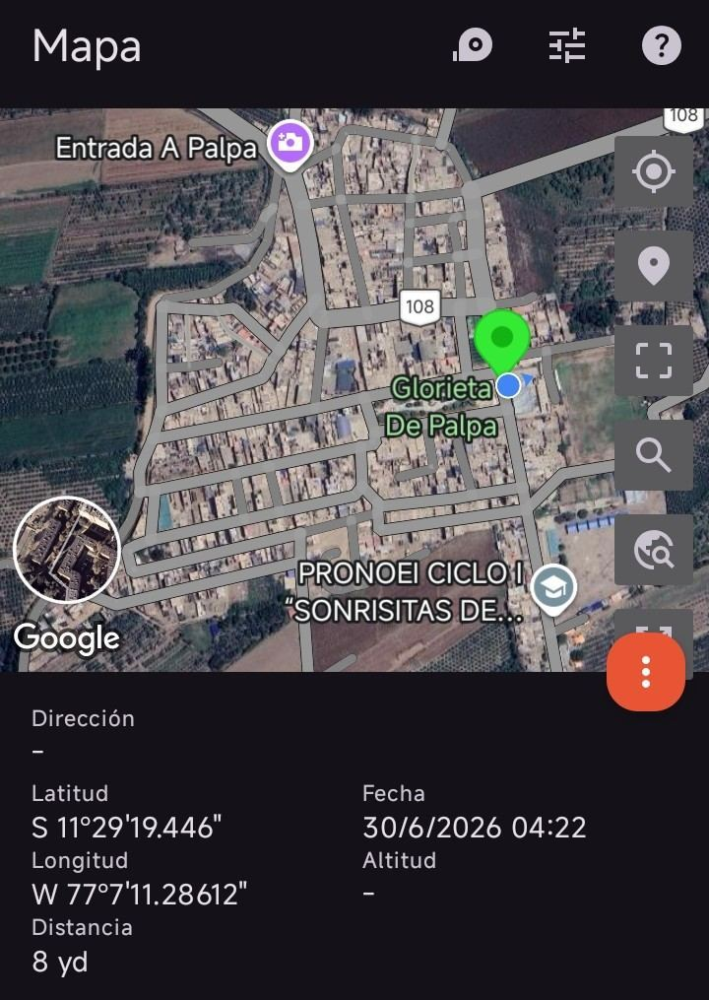 Mapa
108
Entrada A Palpa
108
Glorieta
De Palpa
PRONOEI CICLO I
“SONRISITAS DE...
Google
Dirección
-
Latitud
S 11°29'19.446"
Fecha
30/6/2026 04:22
Longitud
W 77°7'11.28612"
Altitud
-
Distancia
8 yd